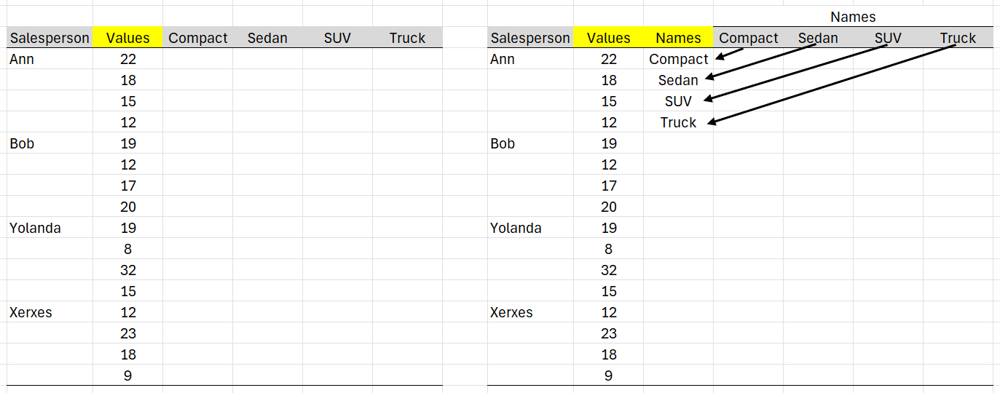 Names
Salesperson Values Compact Sedan SUV Truck Salesperson Values Names Compact Sedan SUV Truck
Ann 22 Ann 22 Compact
18 18 Sedan
15 15 SUV
12 12 Truck
Bob 19 Bob 19
12 12
17 17
20 20
Yolanda 19 Yolanda 19
8 8
32 32
15 15
Xerxes 12 Xerxes 12
23 23
18 18
9 9